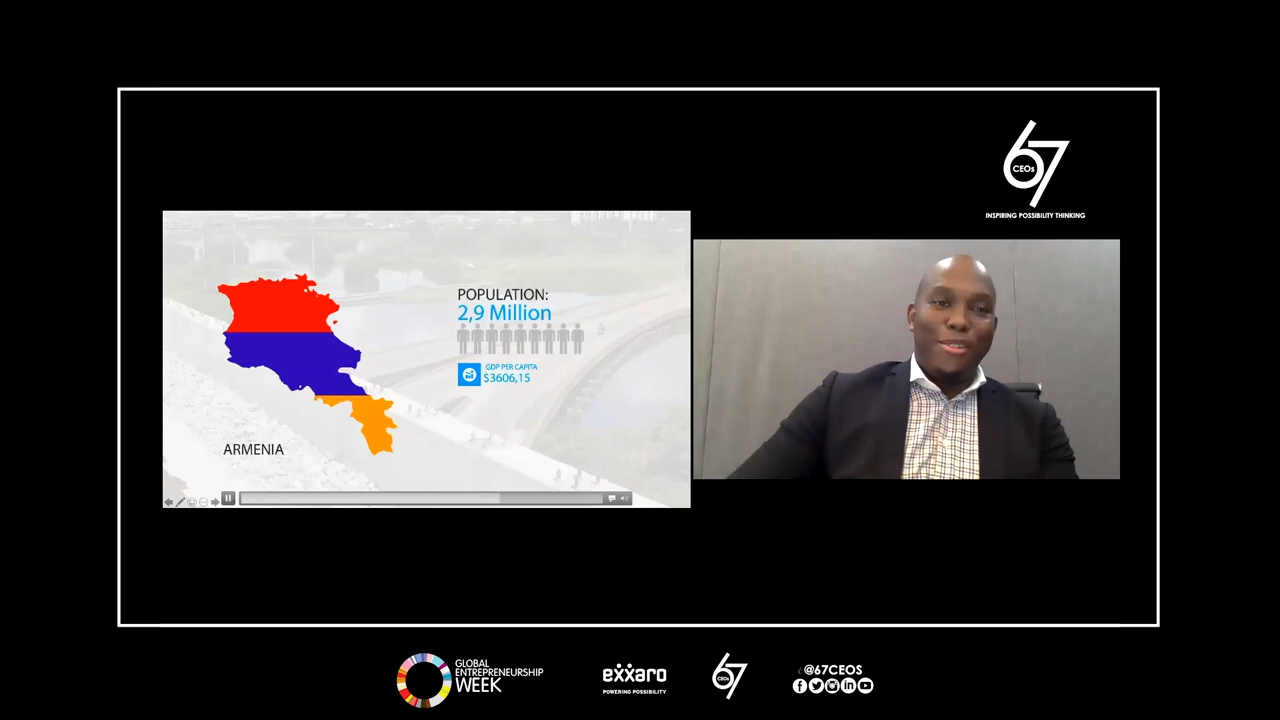 67
CEOs
INSPIRING POSSIBILITY THINKING
POPULATION:
2,9 Million
GDP PER CAPITA
$3606,15
ARMENIA
GLOBAL
ENTREPRENEURSHIP
WEEK
exxaro
POWERING POSSIBILITY
67
CEOs
@67CEOS